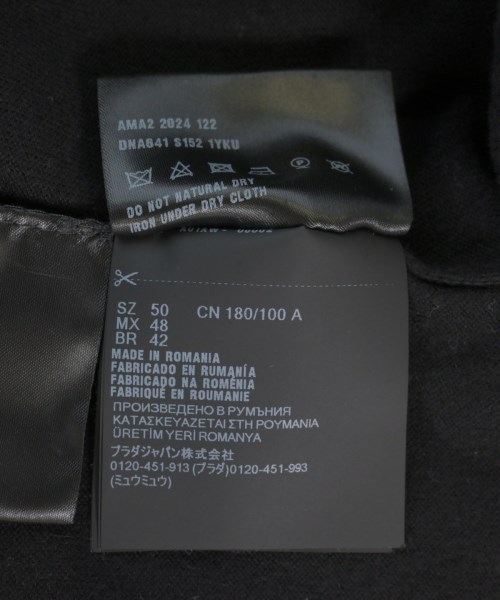 AMA2 2024 122
DNA641 S152 1YKU
DO NOT NATURAL DRY
IRON UNDER DRY CLOTH
SZ 50 CN 180/100 A
MX 48
BR 42
MADE IN ROMANIA
FABRICADO EN RUMANÍA
FABRICADO NA ROMÊNIA
FABRIQUÉ EN ROUMANIE
ПРОИЗВЕДЕНО В РУМЪНИЯ
ΚΑΤΑΣΚΕΥΑΖΕΤΑΙ ΣΤΗ ΡΟΥΜΑΝΙΑ
ÜRETİM YERİ ROMANYA
プラダジャパン株式会社
0120-451-913 (プラダ)0120-451-993
(ミュウミュウ)